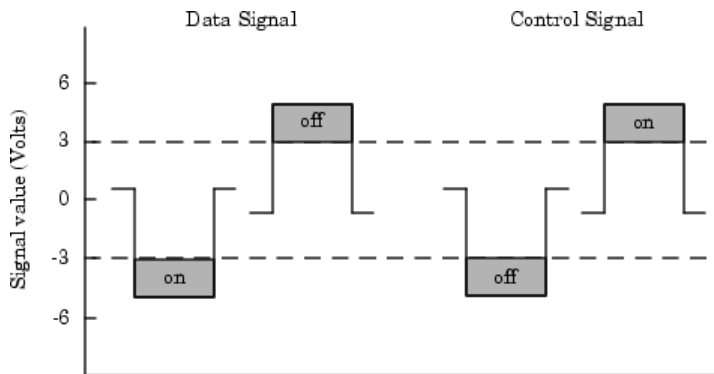 Data Signal
Control Signal
Signal value (Volts)
6
3
0
-3
-6
on
off
off
on